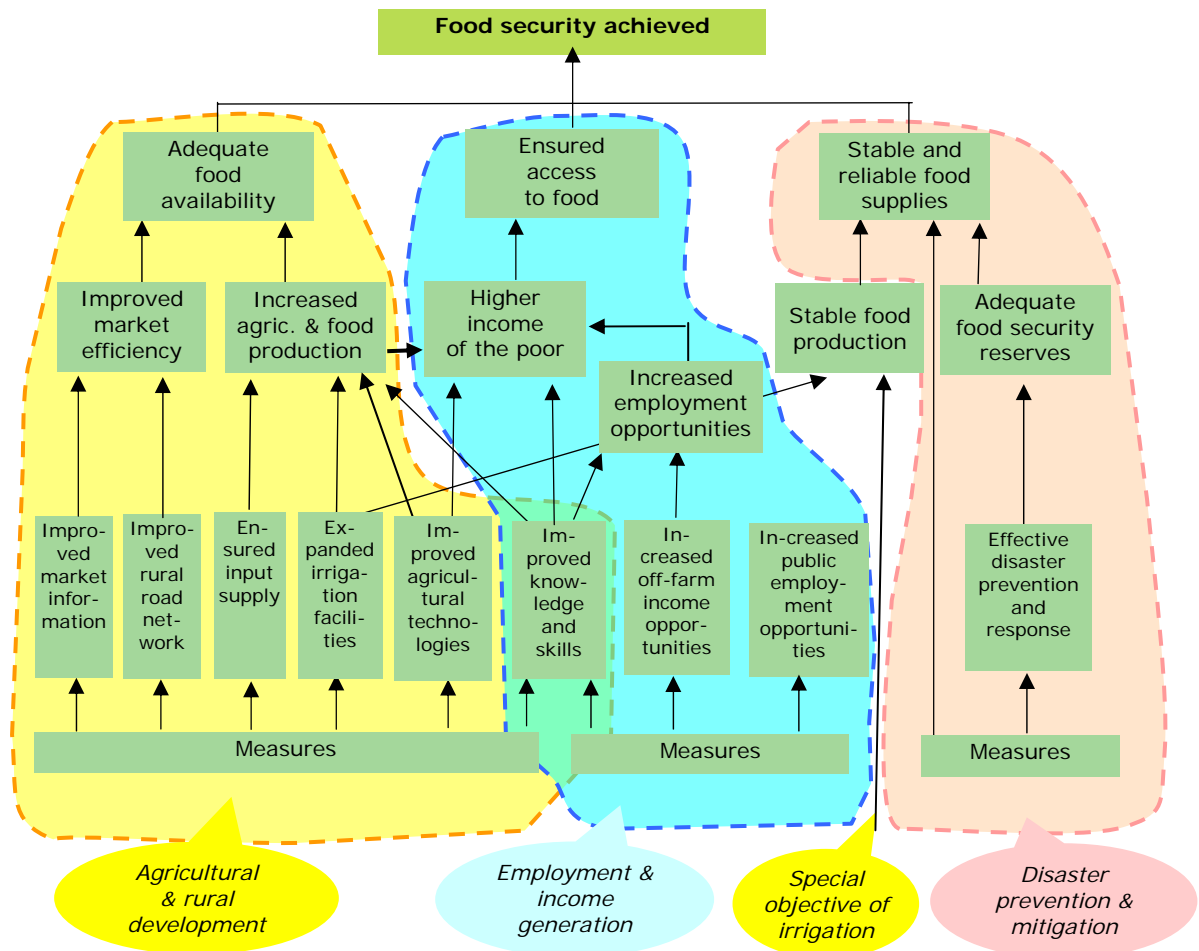 Food security achieved
Adequate
food
availability
Ensured
access
to food
Stable and
reliable food
supplies
Improved
market
efficiency
Increased
agric. & food
production
Higher
income
of the poor
Stable food
production
Adequate
food security
reserves
Increased
employment
opportunities
Impro-
ved
market
infor-
mation
Impro-
ved
rural
road
net-
work
En-
sured
input
supply
Ex-
panded
irriga-
tion
facili-
ties
Im-
proved
agricul-
tural
techno-
logies
Im-
proved
know-
ledge
and
skills
In-
creased
off-farm
income
oppor-
tunities
In-creased
public
employ-
ment
opportuni-
ties
Effective
disaster
prevention
and
response
Measures
Measures
Measures
Agricultural
& rural
development
Employment &
income
generation
Special
objective of
irrigation
Disaster
prevention &
mitigation